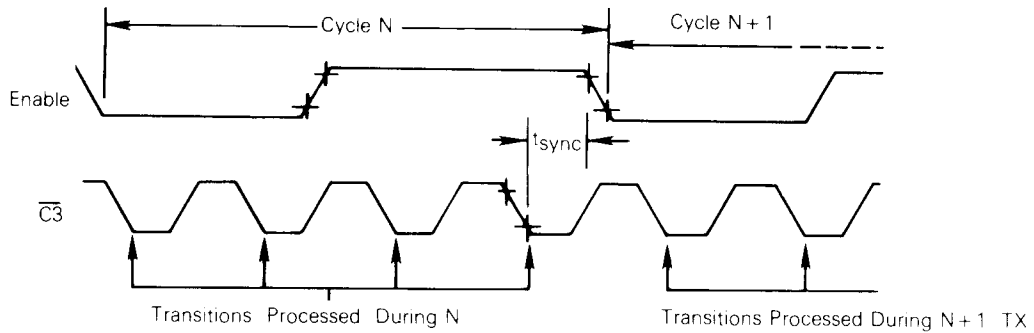 Cycle N
Cycle N + 1
Enable
tsync
C3
Transitions Processed During N
Transitions Processed During N + 1 TX